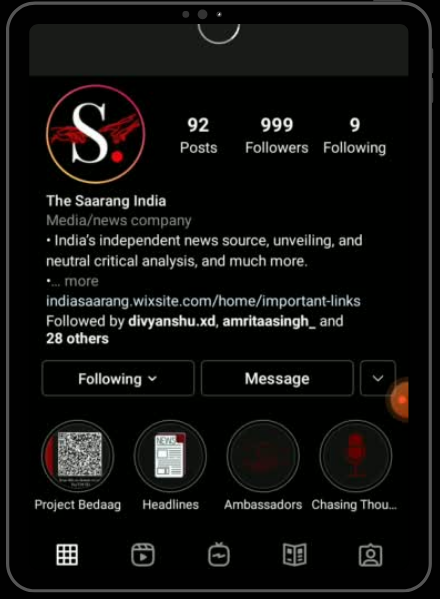 S.
92
999
9
Posts
Followers
Following
The Saarang India
Media/news company
• India's independent news source, unveiling, and
neutral critical analysis, and much more.
•... more
indiasaarang.wixsite.com/home/important-links
Followed by divyanshu.xd, amritaasingh_ and
28 others
Following
Message
NEWS
Project Bedaag
Headlines
Ambassadors
Chasing Thou...